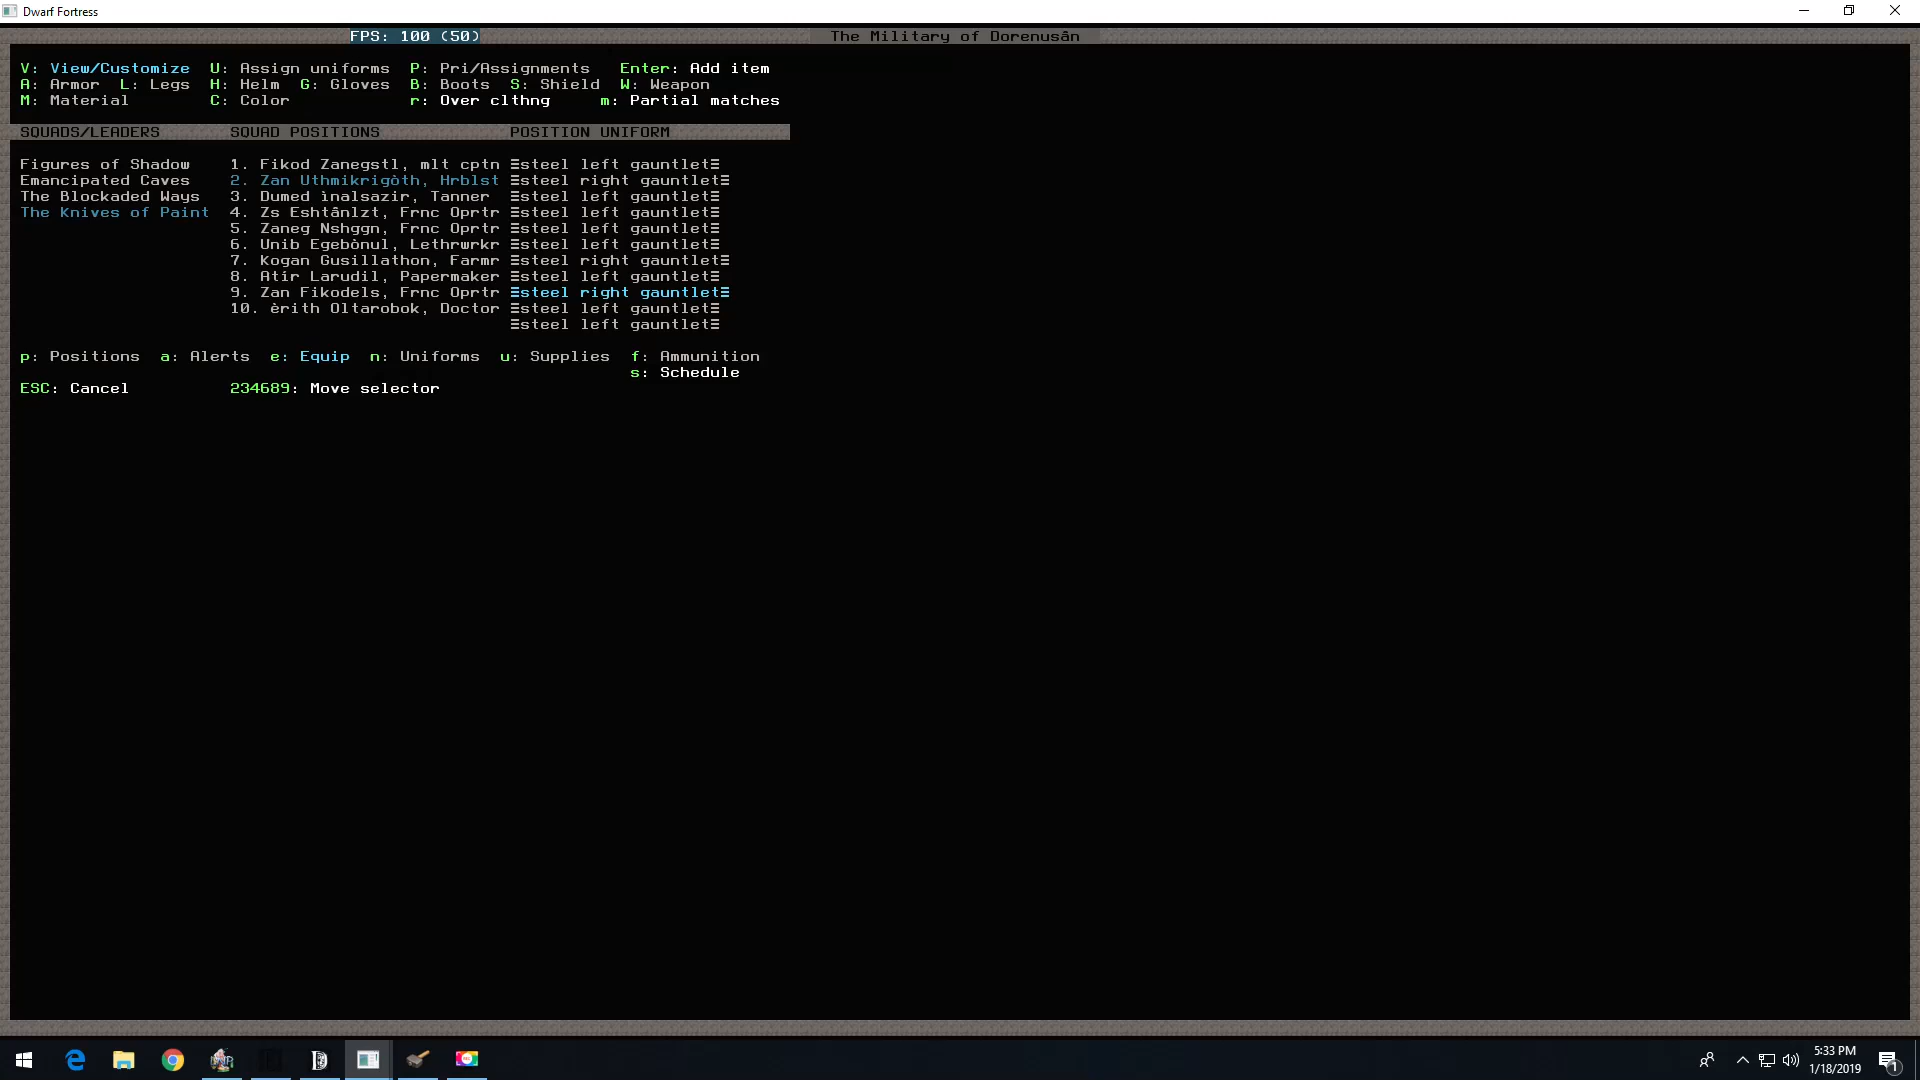 Dwarf Fortress
FPS: 100 (50) The Military of Dorenusân
V: View/Customize U: Assign uniforms P: Pri/Assignments Enter: Add item
A: Armor L: Legs H: Helm G: Gloves B: Boots S: Shield W: Weapon
M: Material C: Color r: Over clthng m: Partial matches
SQUADS/LEADERS SQUAD POSITIONS POSITION UNIFORM
Figures of Shadow 1. Fikod Zanegstl, mlt cptn ≡steel left gauntlet≡
Emancipated Caves 2. Zan Uthmikrigòth, Hrblst ≡steel right gauntlet≡
The Blockaded Ways 3. Dumed ìnalsazir, Tanner ≡steel left gauntlet≡
The Knives of Paint 4. Zs Eshtânlzt, Frnc Oprtr ≡steel left gauntlet≡
5. Zaneg Nshggn, Frnc Oprtr ≡steel left gauntlet≡
6. Unib Egebònul, Lethrwrkr ≡steel left gauntlet≡
7. Kogan Gusillathon, Farmr ≡steel right gauntlet≡
8. Atír Larudil, Papermaker ≡steel left gauntlet≡
9. Zan Fikodels, Frnc Oprtr ≡steel right gauntlet≡
10. èrith Oltarobok, Doctor ≡steel left gauntlet≡
≡steel left gauntlet≡
p: Positions a: Alerts e: Equip n: Uniforms u: Supplies f: Ammunition
s: Schedule
ESC: Cancel 234689: Move selector
5:33 PM
1/18/2019
1